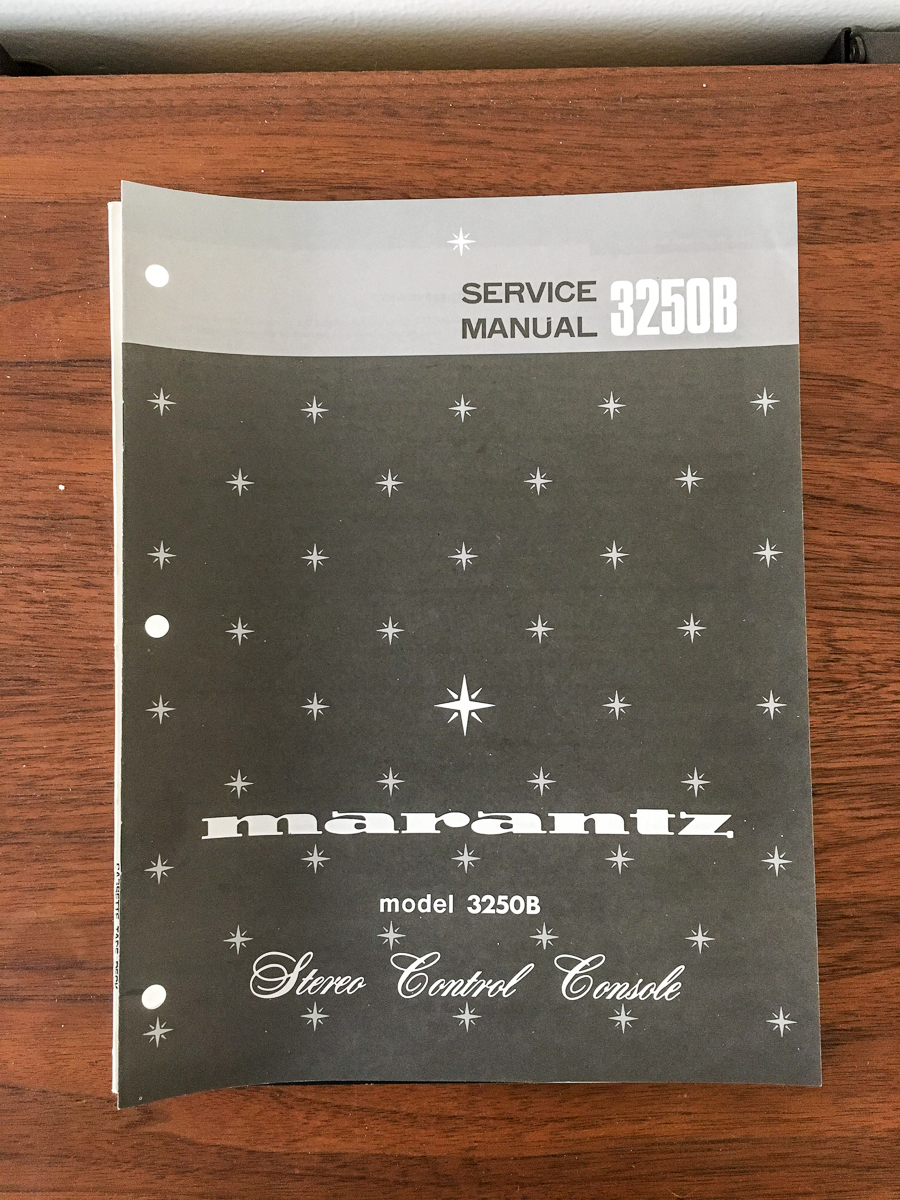 SERVICE
MANUAL 3250B
marantz
model 3250B
Stereo Control Console